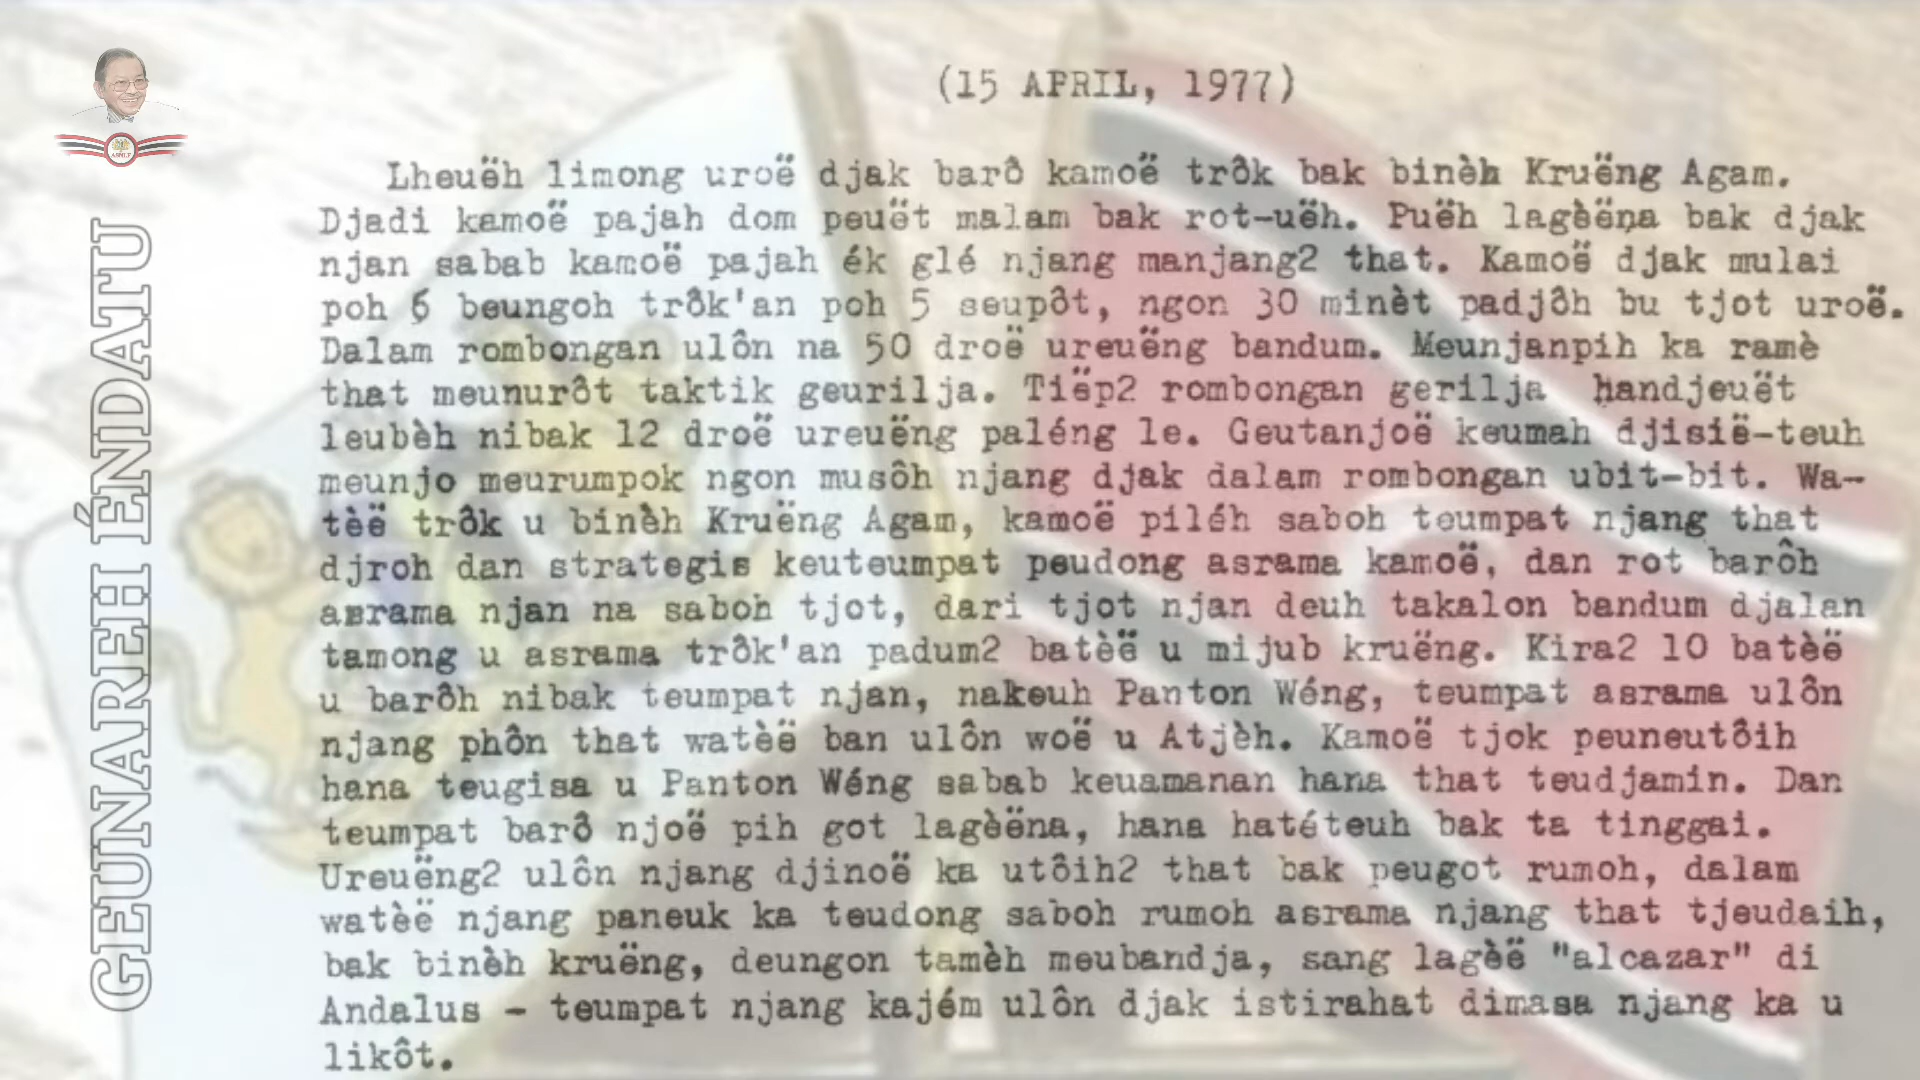 (15 APRIL, 1977)
Lheuëh limong uroë djak barô kamoë trôk bak binèh Kruëng Agam.
Djadi kamoë pajah dom peuët malam bak rot-uëh. Puëh lagèëna bak djak
njan sabab kamoë pajah ék glé njang manjang2 that. Kamoë djak mulai
poh 6 beungoh trôk'an poh 5 seupôt, ngon 30 minèt padjôh bu tjot uroë.
Dalam rombongan ulôn na 50 droë ureuëng bandum. Meunjanpih ka ramè
that meunurôt taktik geurilja. Tiëp2 rombongan gerilja handjeuët
leubèh nibak 12 droë ureuëng paléng le. Geutanjoë keumah djisië-teuh
meunjo meurumpok ngon musôh njang djak dalam rombongan ubit-bit. Wa-
tèë trôk u binèh Kruëng Agam, kamoë piléh saboh teumpat njang that
djroh dan strategis keuteumpat peudong asrama kamoë, dan rot barôh
asrama njan na saboh tjot, dari tjot njan deuh takalon bandum djalan
tamong u asrama trôk'an padum2 batèë u mijub kruëng. Kira2 10 batèë
u barôh nibak teumpat njan, nakeuh Panton Wéng, teumpat asrama ulôn
njang phôn that watèë ban ulôn woë u Atjèh. Kamoë tjok peuneutôih
hana teugisa u Panton Wéng sabab keuamanan hana that teudjamin. Dan
teumpat barô njoë pih got lagèëna, hana hatéteuh bak ta tinggai.
Ureuëng2 ulôn njang djinoë ka utôih2 that bak peugot rumoh, dalam
watèë njang paneuk ka teudong saboh rumoh asrama njang that tjeudaih,
bak binèh kruëng, deungon tamèh meubandja, sang lagèë "alcazar" di
Andalus - teumpat njang kajém ulôn djak istirahat dimasa njang ka u
likôt.
GEUNAREH ÉNDATU
ASNLF